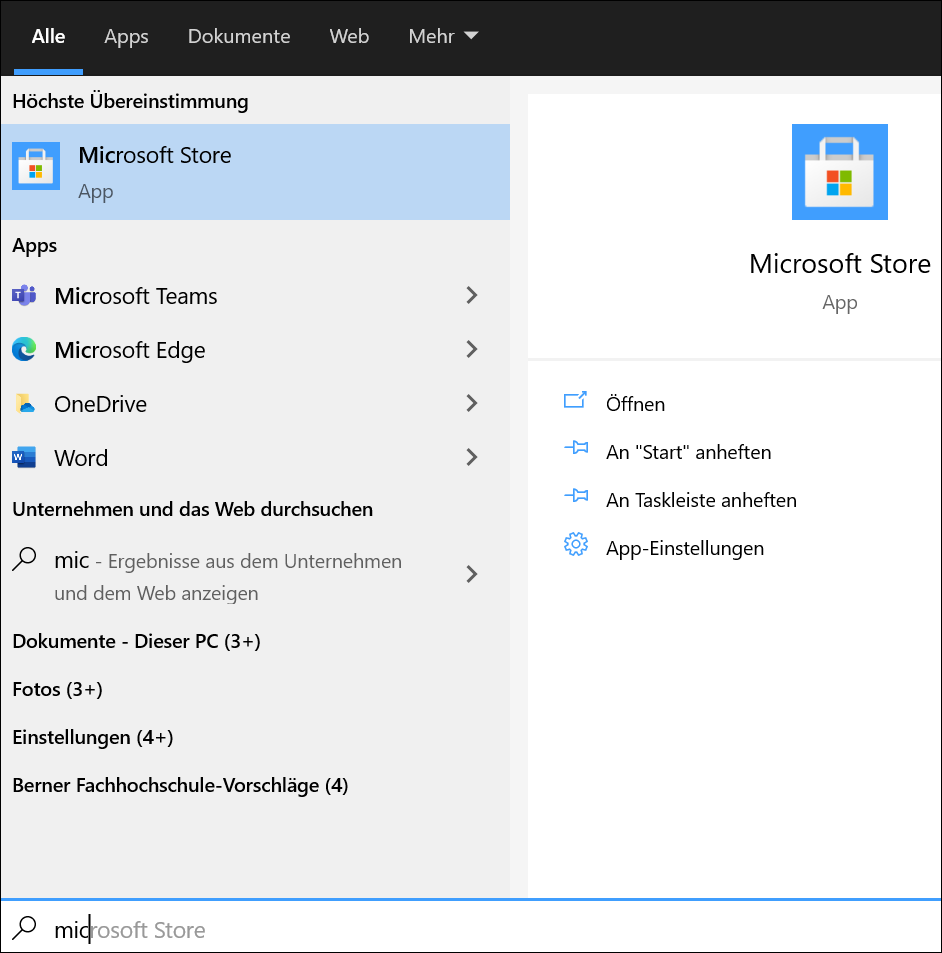 Alle Apps Dokumente Web Mehr
Höchste Übereinstimmung
Microsoft Store
App
Apps
Microsoft Teams
Microsoft Edge
OneDrive
Word
Unternehmen und das Web durchsuchen
mic - Ergebnisse aus dem Unternehmen
und dem Web anzeigen
Dokumente - Dieser PC (3+)
Fotos (3+)
Einstellungen (4+)
Berner Fachhochschule-Vorschläge (4)
Microsoft Store
App
Öffnen
An "Start" anheften
An Taskleiste anheften
App-Einstellungen
microsoft Store